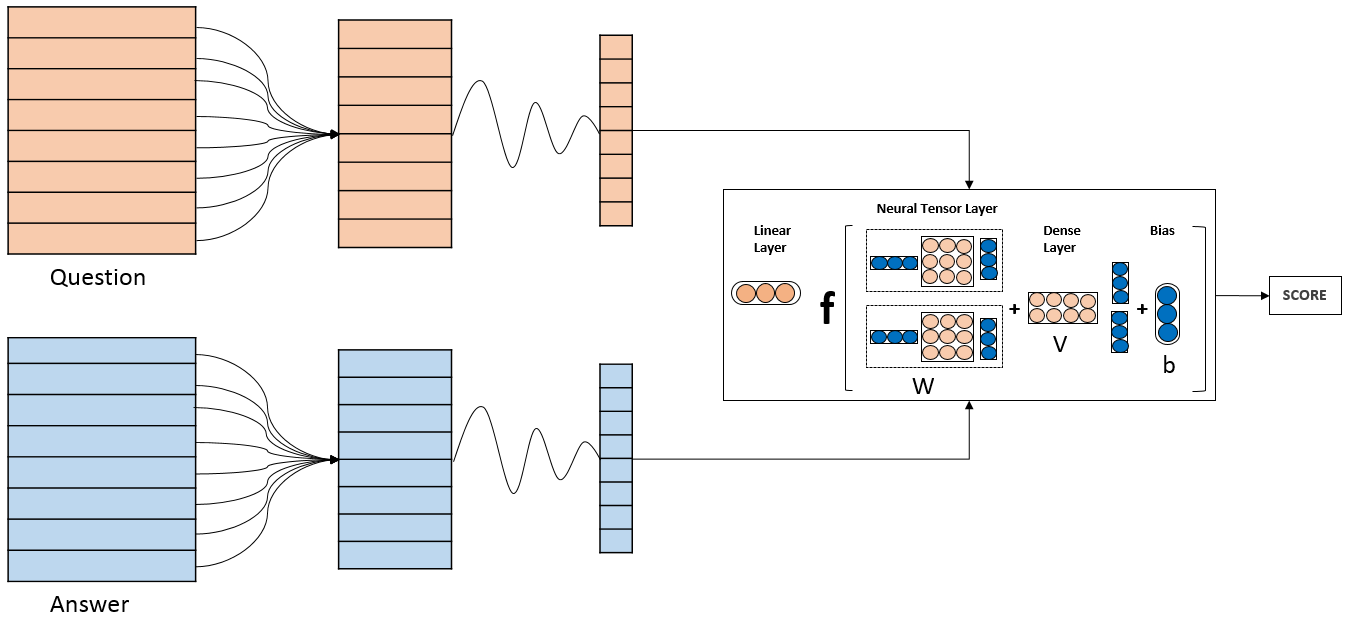 Question
Neural Tensor Layer
Linear
Layer
Dense
Layer
Bias
f
+
+
V
W
b
SCORE
Answer